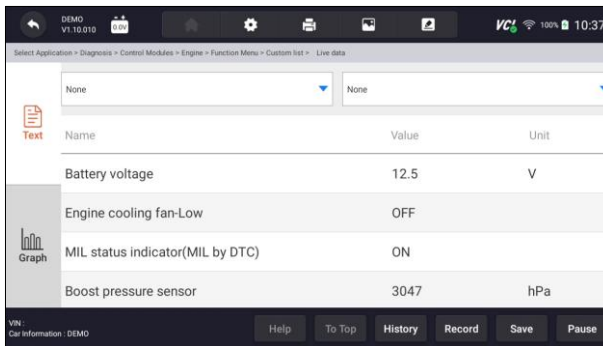 DEMO
V1.10.010
0.0V
VCI 100% 10:37
Select Application > Diagnosis > Control Modules > Engine > Function Menu > Custom list > Live data
None None
Text
Name Value Unit
Battery voltage 12.5 V
Engine cooling fan-Low OFF
Graph
MIL status indicator(MIL by DTC) ON
Boost pressure sensor 3047 hPa
VIN :
Car Information : DEMO
Help To Top History Record Save Pause